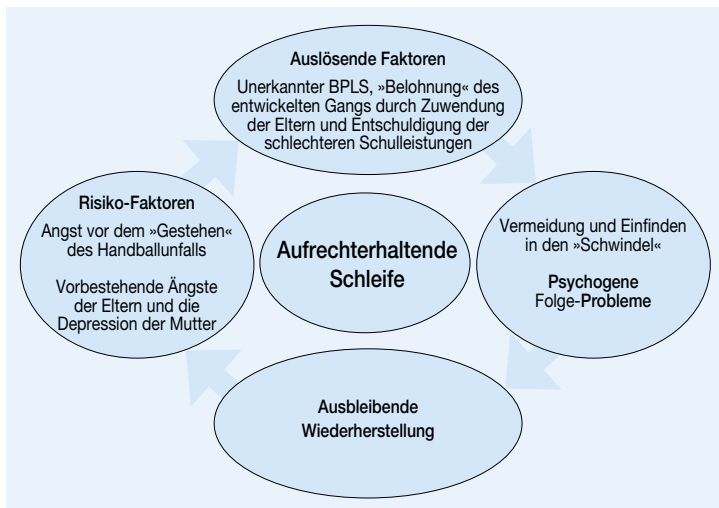 Auslösende Faktoren
Unerkannter BPLS, »Belohnung« des
entwickelten Gangs durch Zuwendung
der Eltern und Entschuldigung der
schlechteren Schulleistungen
Risiko-Faktoren
Angst vor dem »Gestehen«
des Handballunfalls
Vorbestehende Ängste
der Eltern und die
Depression der Mutter
Aufrechterhaltende
Schleife
Vermeidung und Einfinden
in den »Schwindel«
Psychogene
Folge-Probleme
Ausbleibende
Wiederherstellung